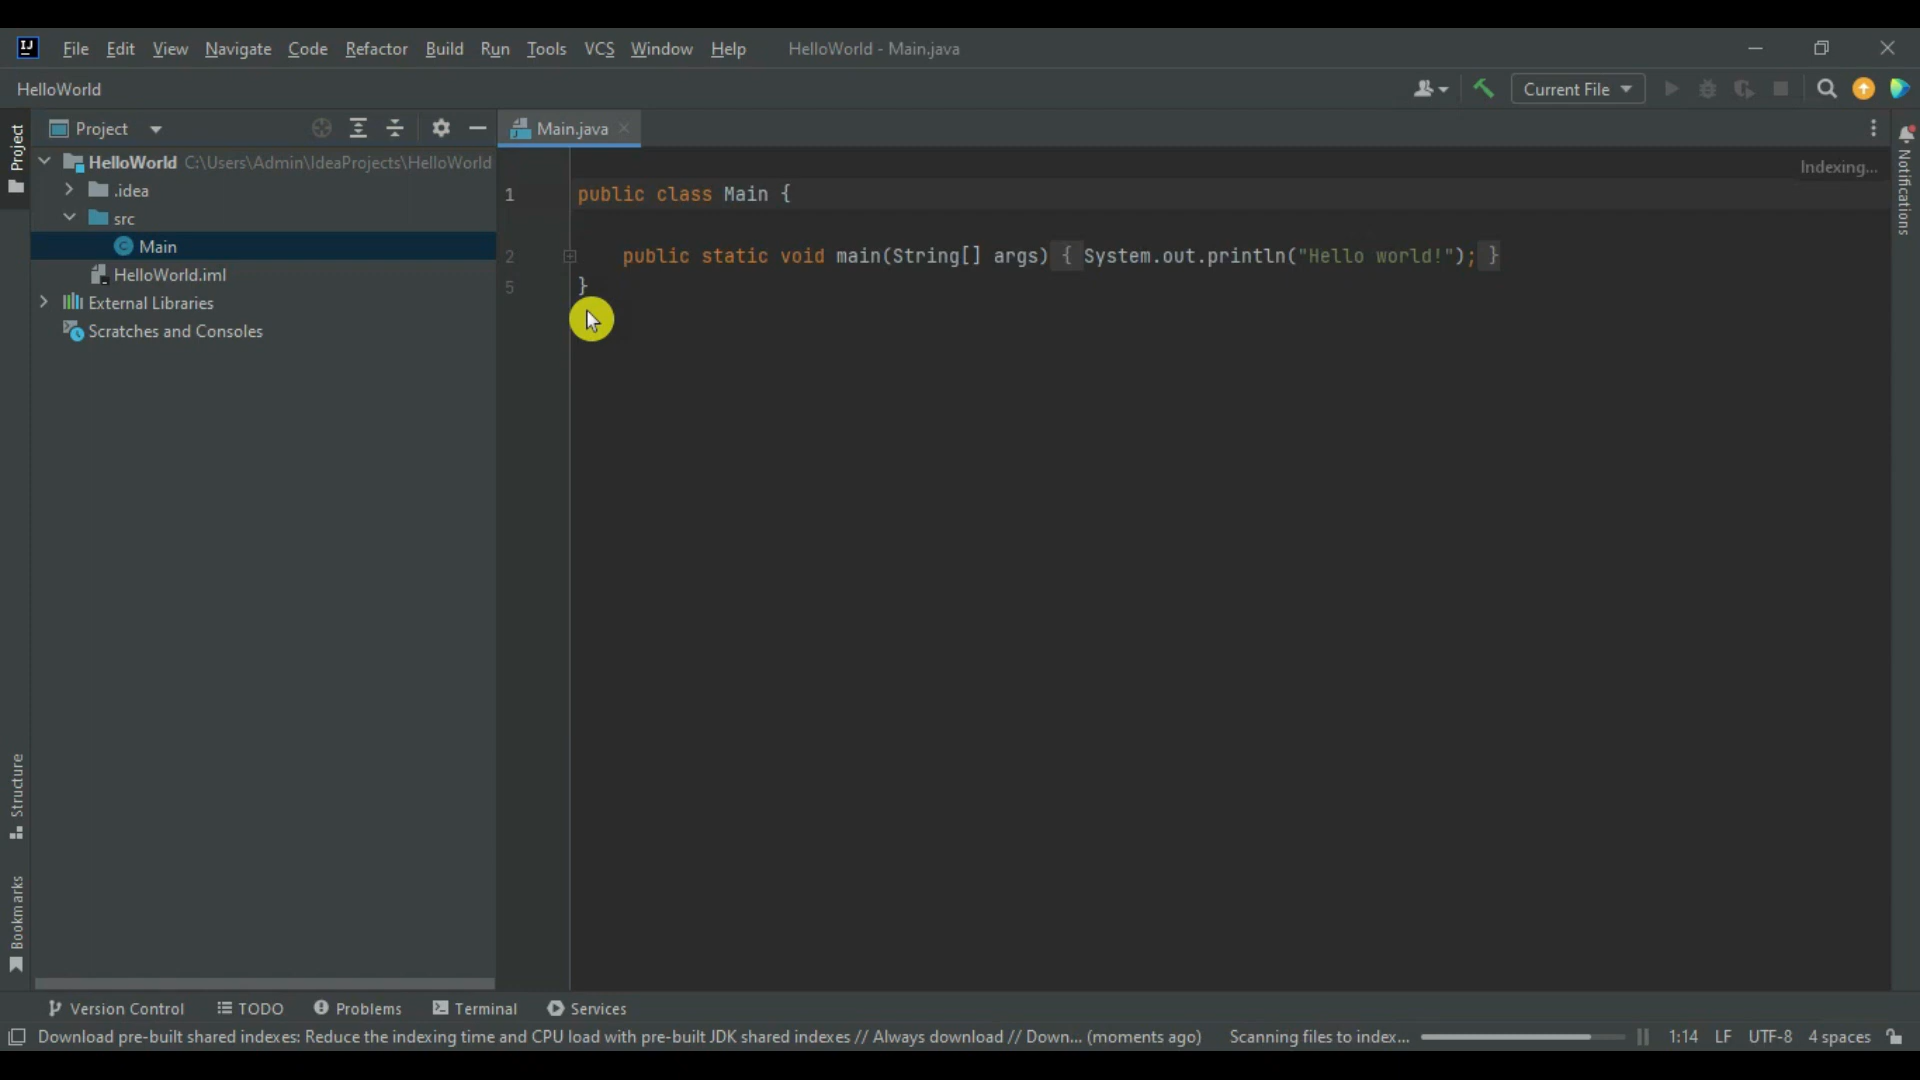 IJ File Edit View Navigate Code Refactor Build Run Tools VCS Window Help HelloWorld - Main.java
HelloWorld
Current File
Project
Project
Main.java
HelloWorld C:\Users\Admin\IdeaProjects\HelloWorld
.idea
src
Main
HelloWorld.iml
External Libraries
Scratches and Consoles
Indexing...
1 public class Main {
2 public static void main(String[] args) { System.out.println("Hello world!"); }
5 }
Notifications
Structure
Bookmarks
Version Control TODO Problems Terminal Services
Download pre-built shared indexes: Reduce the indexing time and CPU load with pre-built JDK shared indexes // Always download // Down... (moments ago) Scanning files to index... 1:14 LF UTF-8 4 spaces